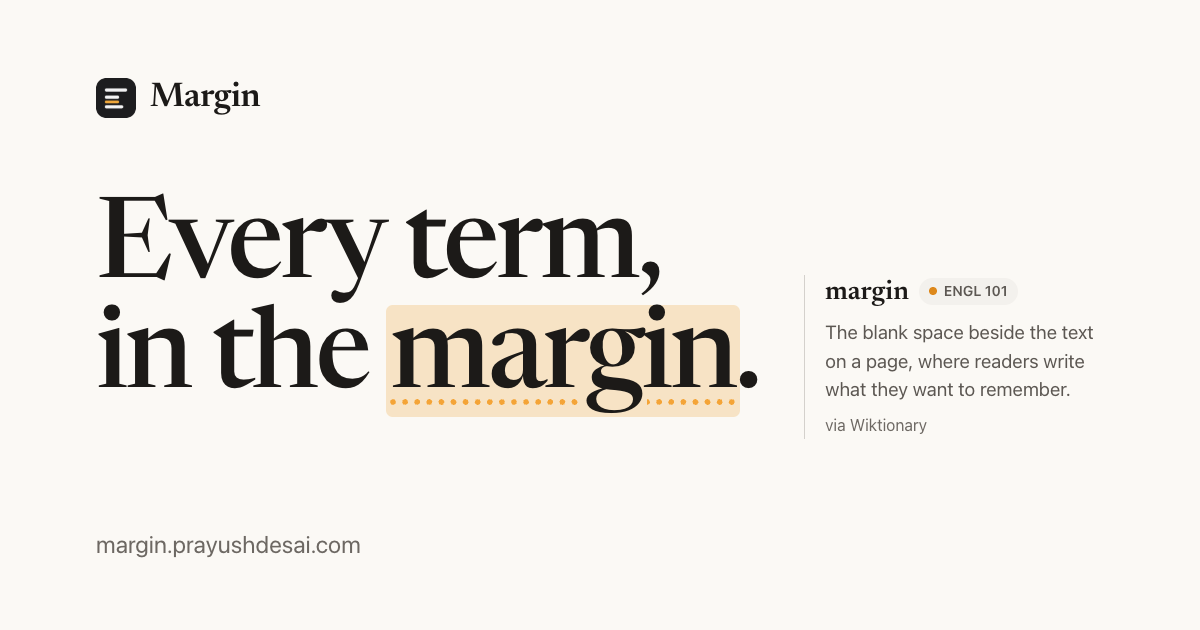 Margin
Every term,
in the margin.
margin ENGL 101
The blank space beside the text
on a page, where readers write
what they want to remember.
via Wiktionary
margin.prayushdesai.com